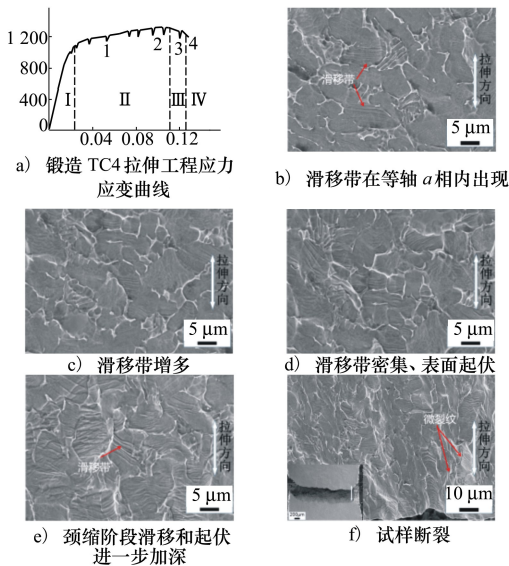 1 200
800
400
0
1
2
3
4
Ⅰ
Ⅱ
Ⅲ
Ⅳ
0.04 0.08 0.12
a) 锻造 TC4 拉伸工程应力
应变曲线
滑移带
拉伸方向
5 μm
b) 滑移带在等轴 α相内出现
拉伸方向
5 μm
c) 滑移带增多
拉伸方向
5 μm
d) 滑移带密集、表面起伏
滑移带
拉伸方向
5 μm
e) 颈缩阶段滑移和起伏
进一步加深
微裂纹
拉伸方向
10 μm
f) 试样断裂